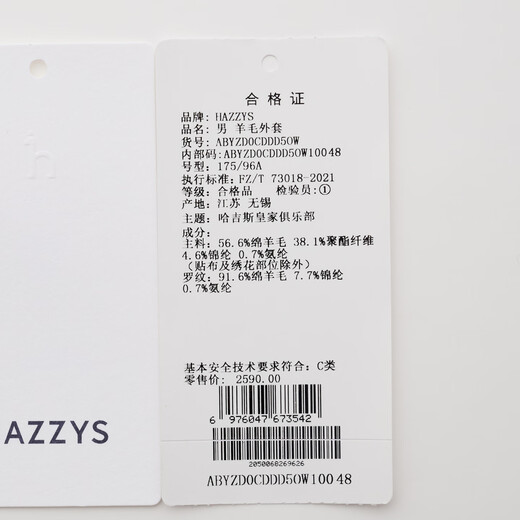 h
AZZYS
合格证
品牌: HAZZYS
品名: 男 羊毛外套
货号: ABYZD0CDDD5OW
内部码: ABYZD0CDDD5OW10048
号型: 175/96A
执行标准: FZ/T 73018-2021
等级: 合格品 检验员: ①
产地: 江苏 无锡
主题: 哈吉斯皇家俱乐部
成分:
主料: 56.6%绵羊毛 38.1%聚酯纤维
4.6%锦纶 0.7%氨纶
(贴布及绣花部位除外)
罗纹: 91.6%绵羊毛 7.7%锦纶
0.7%氨纶
基本安全技术要求符合: C类
零售价: 2590.00
6 976047 673542
2050068269626
ABYZD0CDDD5OW10048